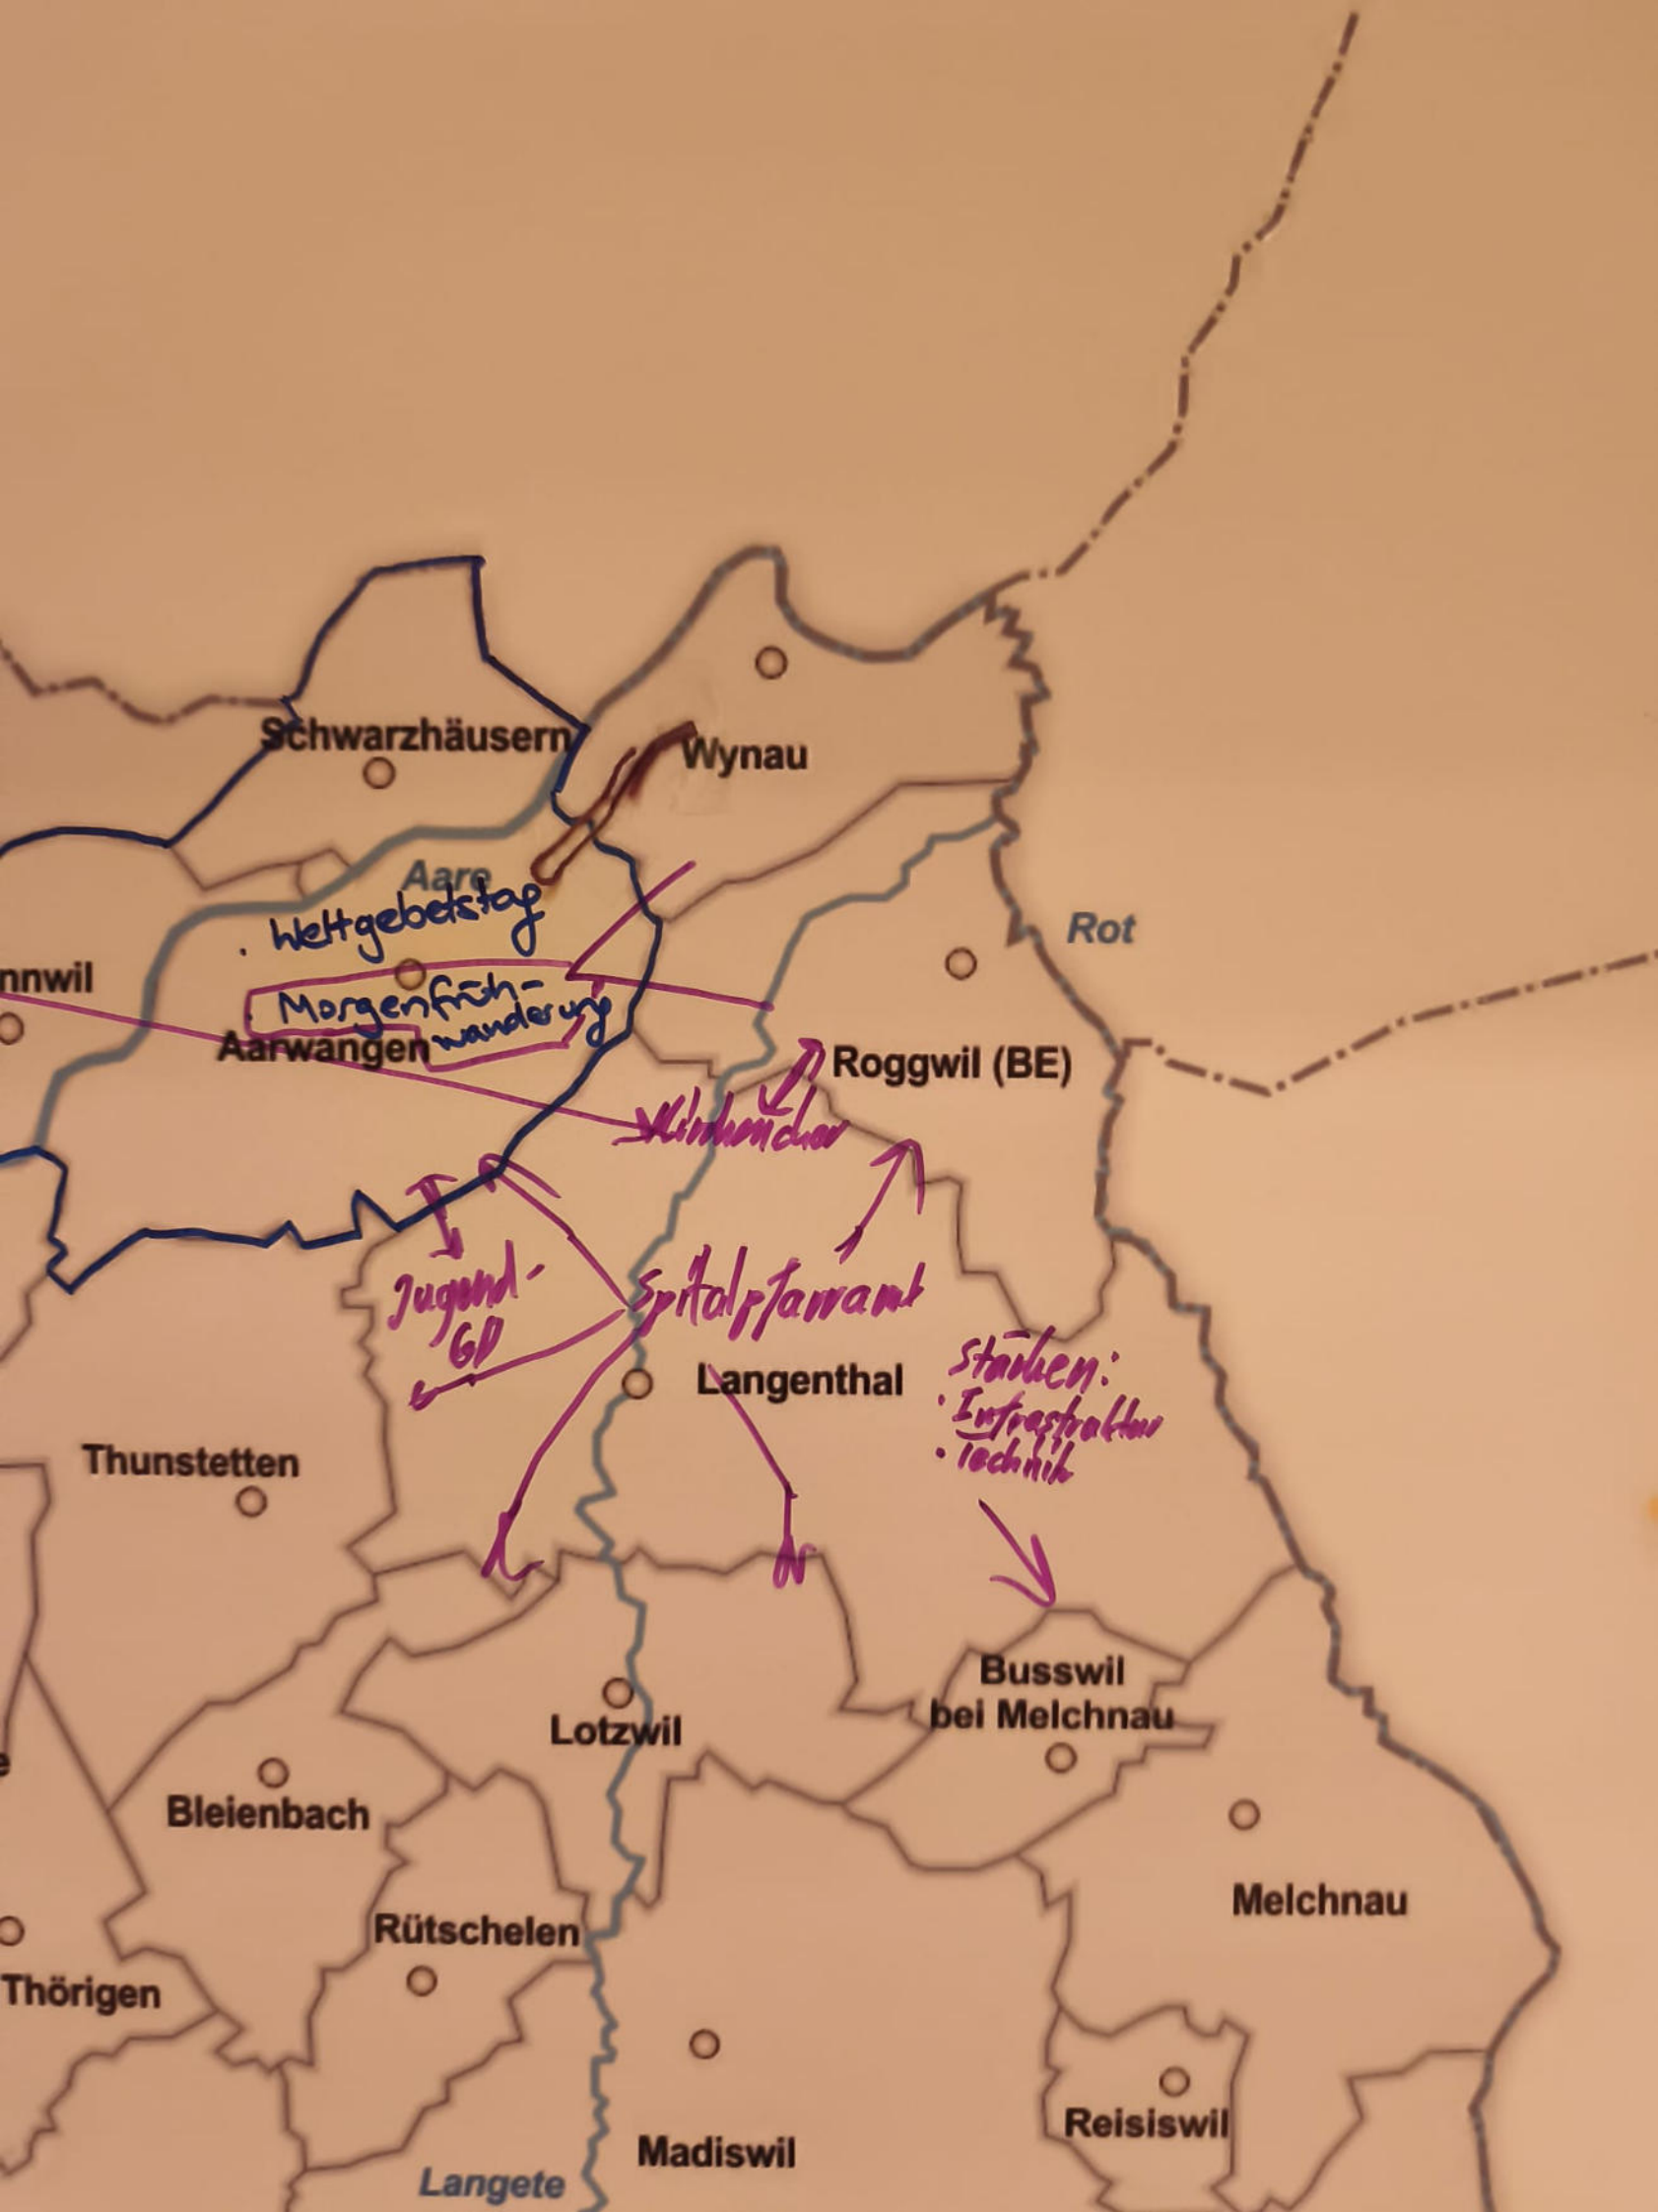 Schwarzhäusern
Wynau
Aare
. Weltgebetstag
Rot
nnwil
. Morgenfrüh-
wanderung
Aarwangen
Roggwil (BE)
Kirchenchor
Jugend-
GD
Spitalpfarramt
Stärken:
• Infrastruktur
• Technik
Langenthal
Thunstetten
Busswil
bei Melchnau
Lotzwil
e
Bleienbach
Melchnau
Rütschelen
Thörigen
Reisiswil
Madiswil
Langete